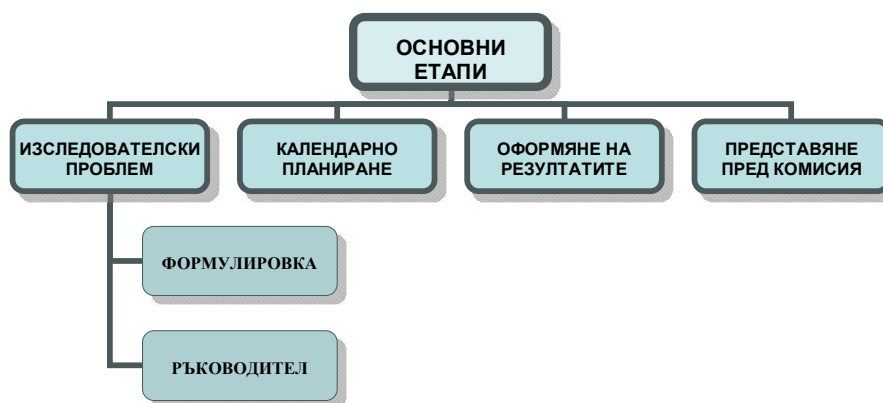 ОСНОВНИ
ЕТАПИ
ИЗСЛЕДОВАТЕЛСКИ
ПРОБЛЕМ
КАЛЕНДАРНО
ПЛАНИРАНЕ
ОФОРМЯНЕ НА
РЕЗУЛТАТИТЕ
ПРЕДСТАВЯНЕ
ПРЕД КОМИСИЯ
ФОРМУЛИРОВКА
РЪКОВОДИТЕЛ